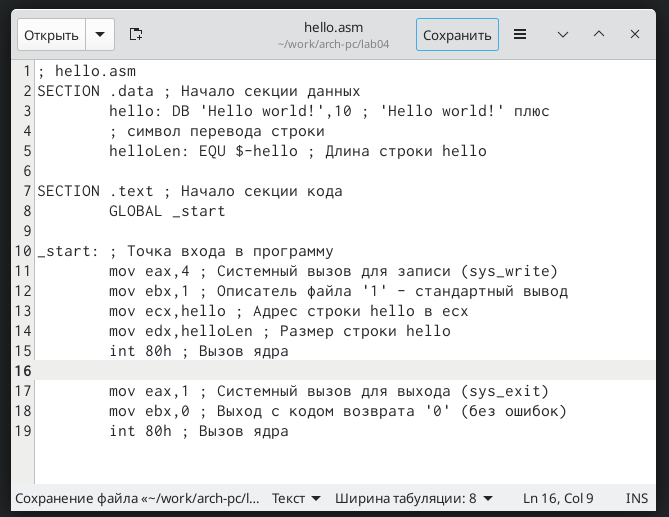 Открыть
hello.asm
~/work/arch-pc/lab04
Сохранить
1 ; hello.asm
2 SECTION .data ; Начало секции данных
3 hello: DB 'Hello world!',10 ; 'Hello world!' плюс
4 ; символ перевода строки
5 helloLen: EQU $-hello ; Длина строки hello
6
7 SECTION .text ; Начало секции кода
8 GLOBAL _start
9
10 _start: ; Точка входа в программу
11 mov eax,4 ; Системный вызов для записи (sys_write)
12 mov ebx,1 ; Описатель файла '1' - стандартный вывод
13 mov ecx,hello ; Адрес строки hello в ecx
14 mov edx,helloLen ; Размер строки hello
15 int 80h ; Вызов ядра
16
17 mov eax,1 ; Системный вызов для выхода (sys_exit)
18 mov ebx,0 ; Выход с кодом возврата '0' (без ошибок)
19 int 80h ; Вызов ядра
Сохранение файла «~/work/arch-pc/l... Текст Ширина табуляции: 8 Ln 16, Col 9 INS